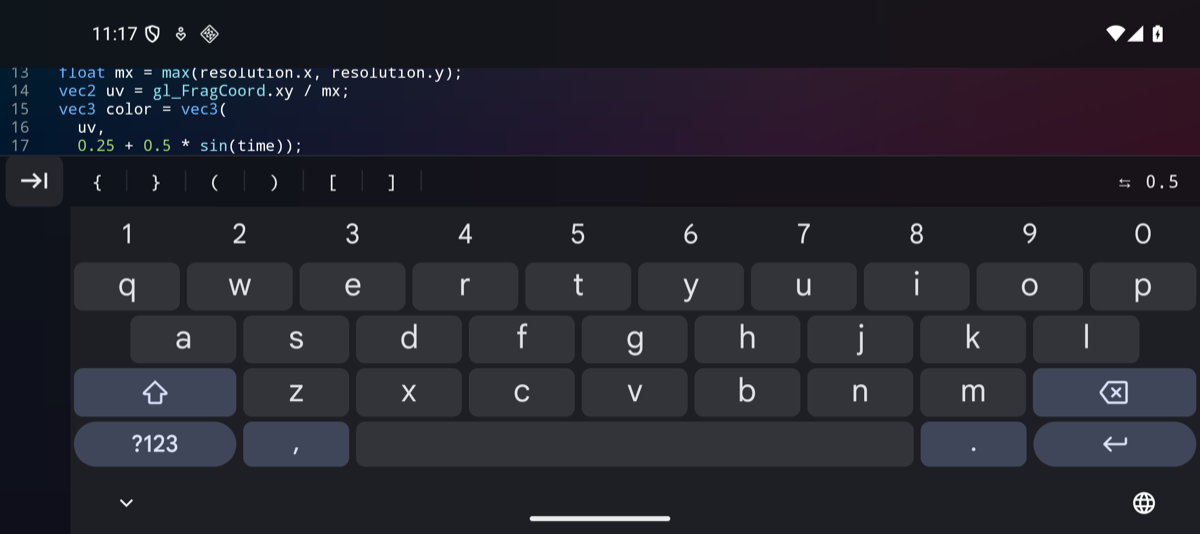 11:17
13 float mx = max(resolution.x, resolution.y);
14 vec2 uv = gl_FragCoord.xy / mx;
15 vec3 color = vec3(
16 uv,
17 0.25 + 0.5 * sin(time));
{ } ( ) [ ] 0.5
1 2 3 4 5 6 7 8 9 0
q w e r t y u i o p
a s d f g h j k l
z x c v b n m
?123 , .